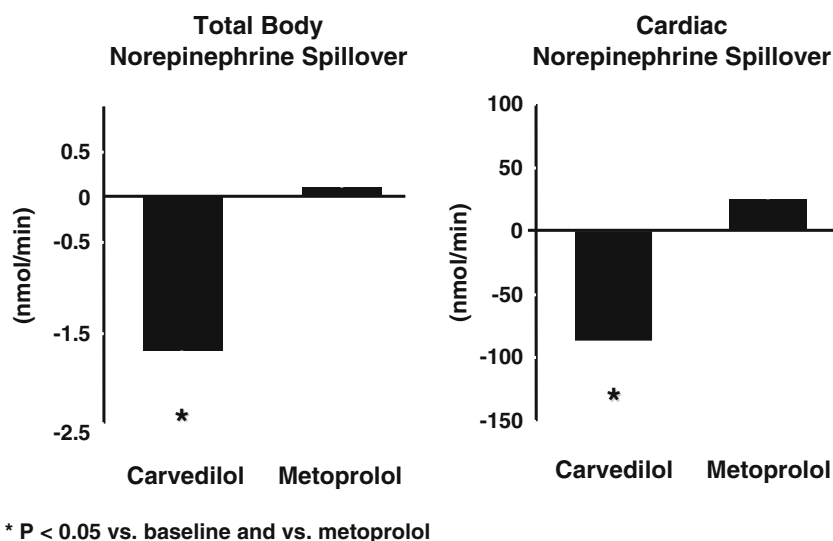 Total Body
Norepinephrine Spillover
(nmol/min)
0.5
0
-0.5
-1.5
-2.5
*
Carvedilol
Metoprolol
Cardiac
Norepinephrine Spillover
(nmol/min)
100
50
0
-50
-100
-150
*
Carvedilol
Metoprolol
* P < 0.05 vs. baseline and vs. metoprolol